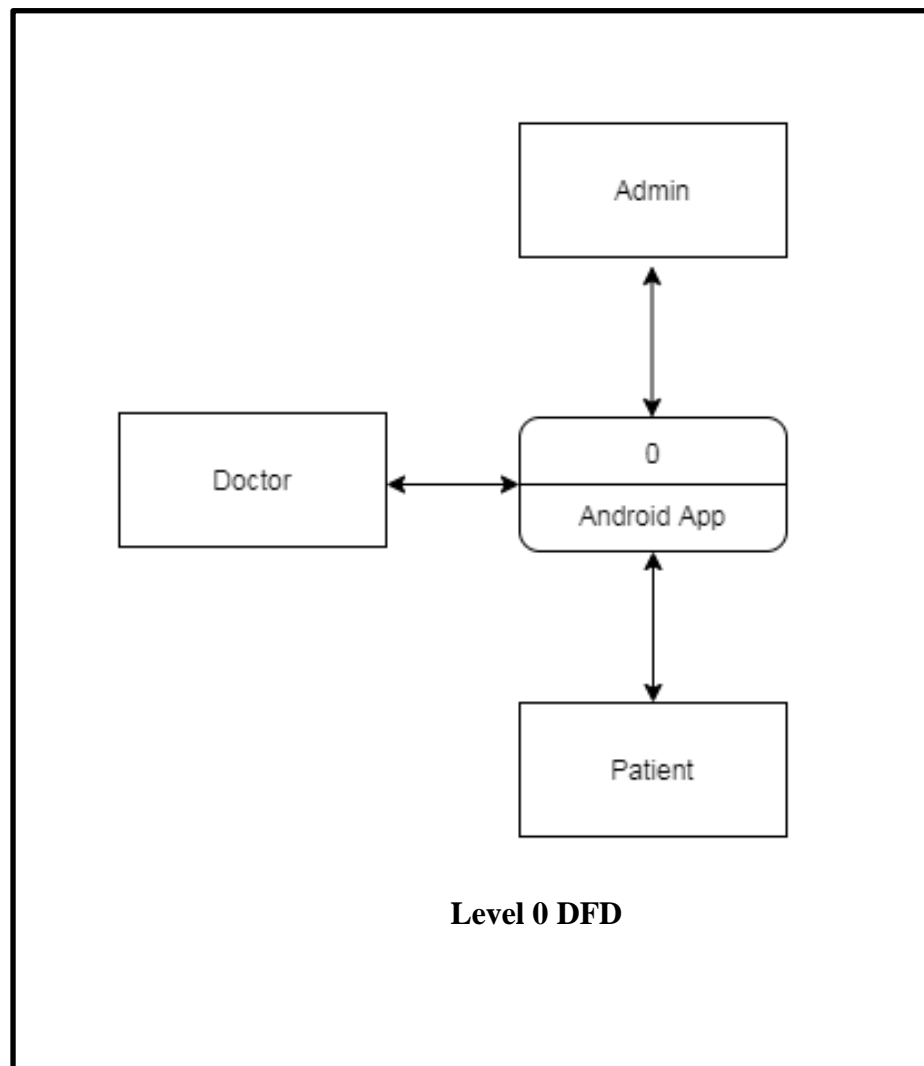 Admin
0
Doctor
Android App
Patient
Level 0 DFD